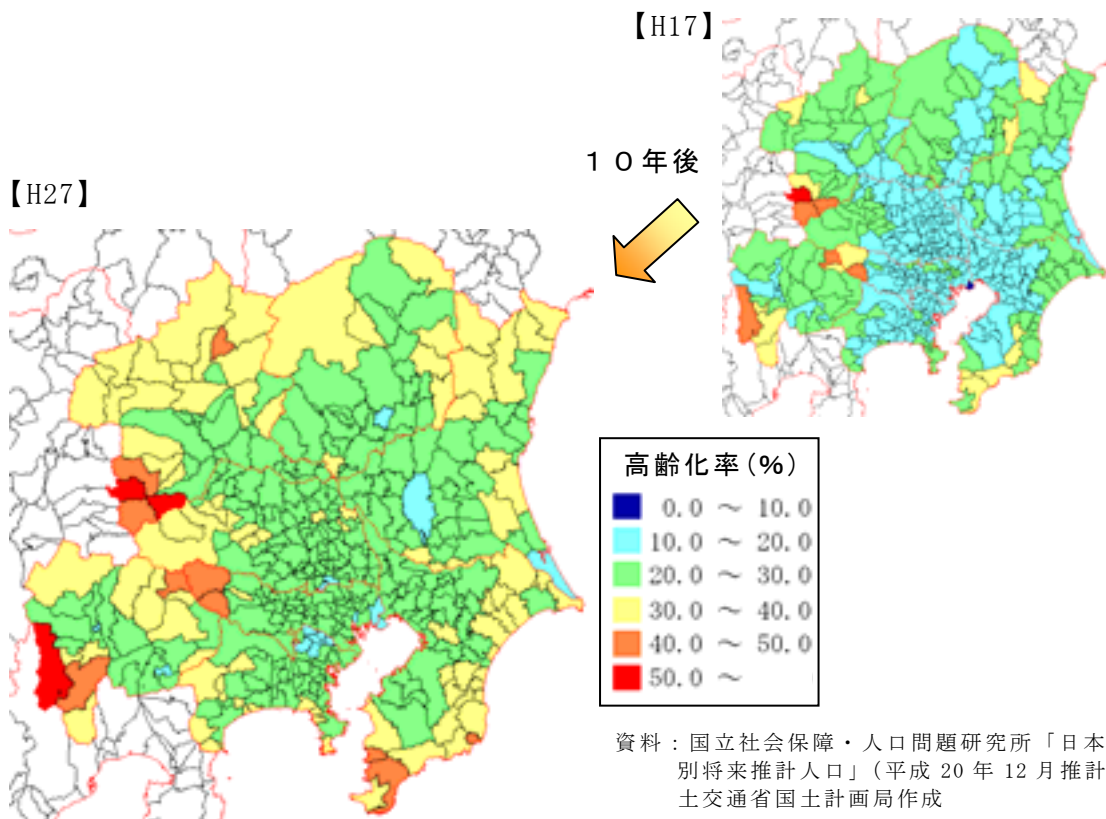 【H17】
１０年後
【H27】
高齢化率(%)
0.0 ～ 10.0
10.0 ～ 20.0
20.0 ～ 30.0
30.0 ～ 40.0
40.0 ～ 50.0
50.0 ～
資料：国立社会保障・人口問題研究所「日本
別将来推計人口」（平成 20 年 12 月推計
土交通省国土計画局作成